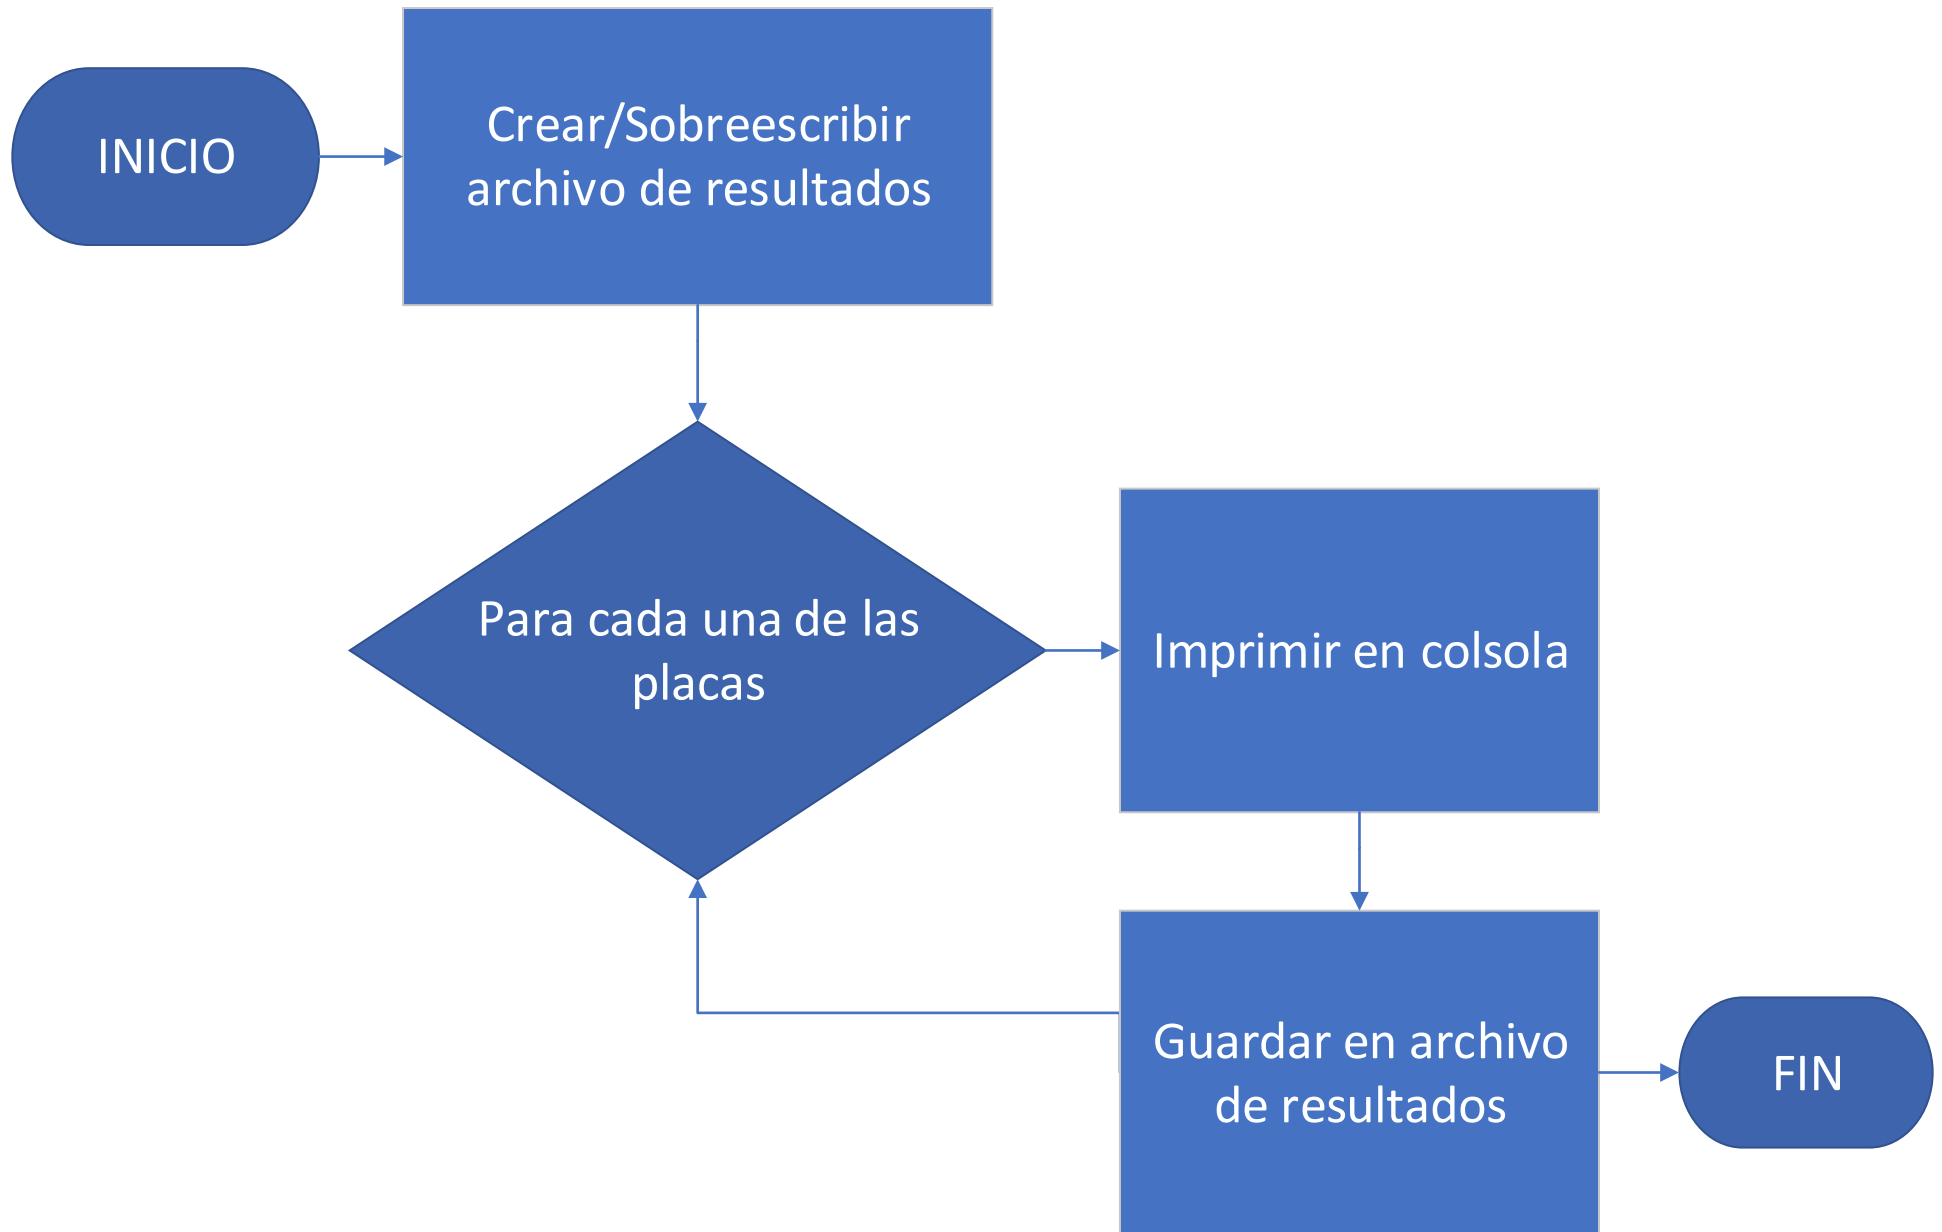 INICIO
Crear/Sobreescribir
archivo de resultados
Para cada una de las
placas
Imprimir en colsola
Guardar en archivo
de resultados
FIN